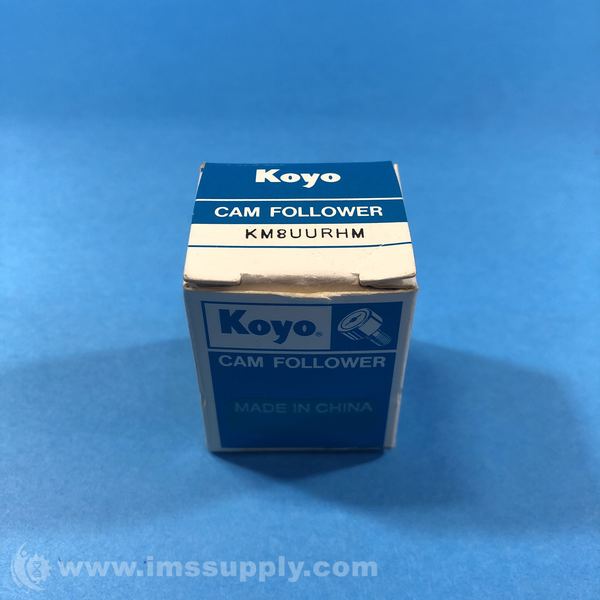 Koyo
CAM FOLLOWER
KM8UURHM
Koyo®
CAM FOLLOWER
MADE IN CHINA
www.imssupply.com